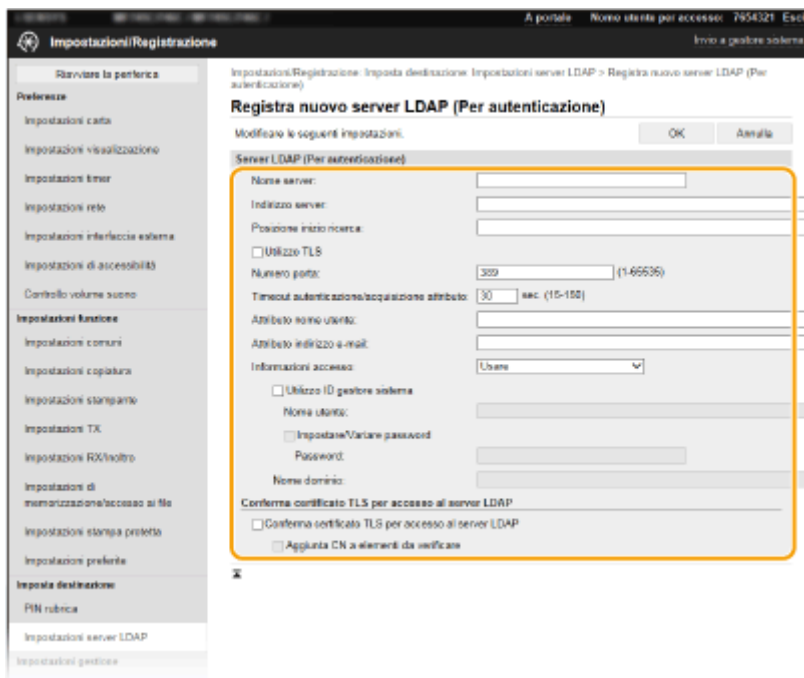 A portale Nome utente per accesso: 7654321 Esci
Impostazioni/Registrazione
Invio a gestore sistema
Riavviare la periferica
Preferenze
Impostazioni carta
Impostazioni visualizzazione
Impostazioni timer
Impostazioni rete
Impostazioni interfaccia esterna
Impostazioni di accessibilità
Controllo volume suono
Impostazioni funzione
Impostazioni comuni
Impostazioni copiatura
Impostazioni stampante
Impostazioni TX
Impostazioni RX/Inoltro
Impostazioni di
memorizzazione/accesso ai file
Impostazioni stampa protetta
Impostazioni preferite
Imposta destinazione
PIN rubrica
Impostazioni server LDAP
Impostazioni gestione
Impostazioni/Registrazione: Imposta destinazione: Impostazioni server LDAP > Registra nuovo server LDAP (Per
autenticazione)
Registra nuovo server LDAP (Per autenticazione)
Modificare le seguenti impostazioni.
OK Annulla
Server LDAP (Per autenticazione)
Nome server:
Indirizzo server:
Posizione inizio ricerca:
Utilizzo TLS
Numero porta: 389 (1-65535)
Timeout autenticazione/acquisizione attributo: 30 sec. (15-150)
Attributo nome utente:
Attributo indirizzo e-mail:
Informazioni accesso: Usare
Utilizzo ID gestore sistema
Nome utente:
Impostare/Variare password
Password:
Nome dominio:
Conferma certificato TLS per accesso al server LDAP
Conferma certificato TLS per accesso al server LDAP
Aggiunta CN a elementi da verificare